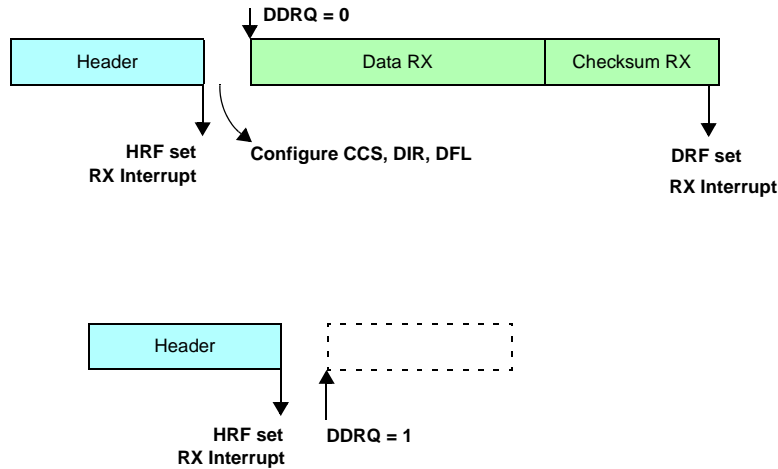 DDRQ = 0
Header
Data RX
Checksum RX
HRF set
RX Interrupt
Configure CCS, DIR, DFL
DRF set
RX Interrupt
Header
HRF set
RX Interrupt
DDRQ = 1